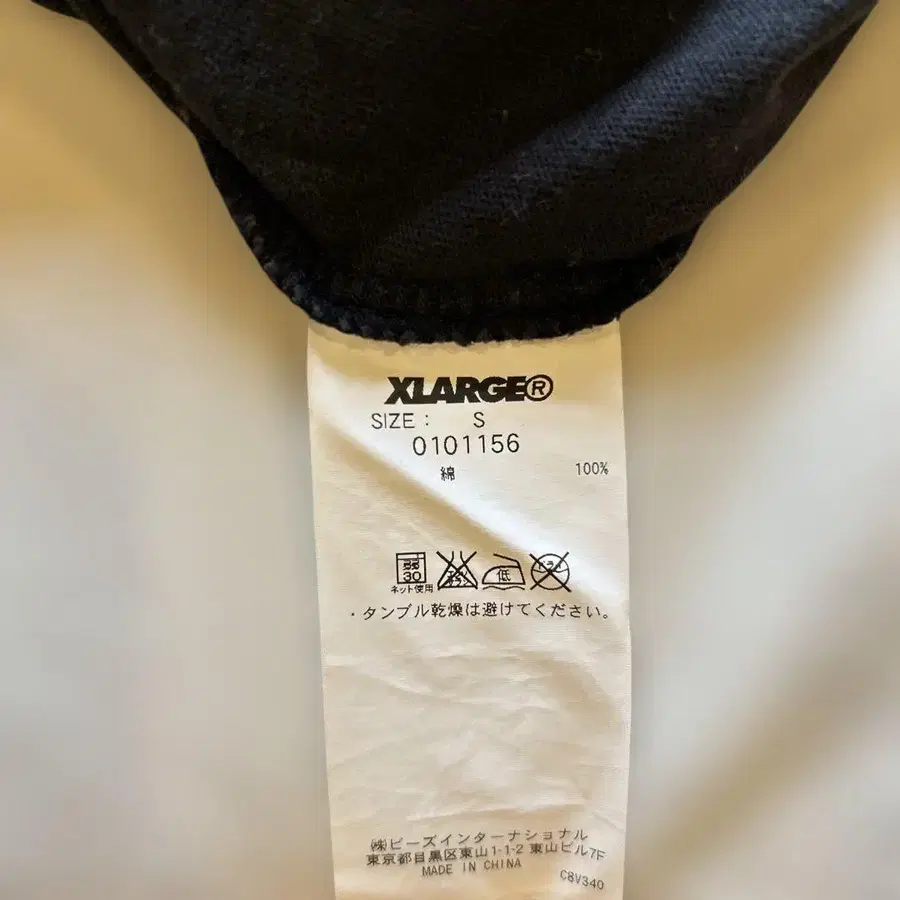 XLARGE®
SIZE : S
0101156
綿 100%
30 低 ドライ
ネット使用
・タンブル乾燥は避けてください。
㈱ビーズインターナショナル
東京都目黒区東山1-1-2 東山ビル7F
MADE IN CHINA
C8V340